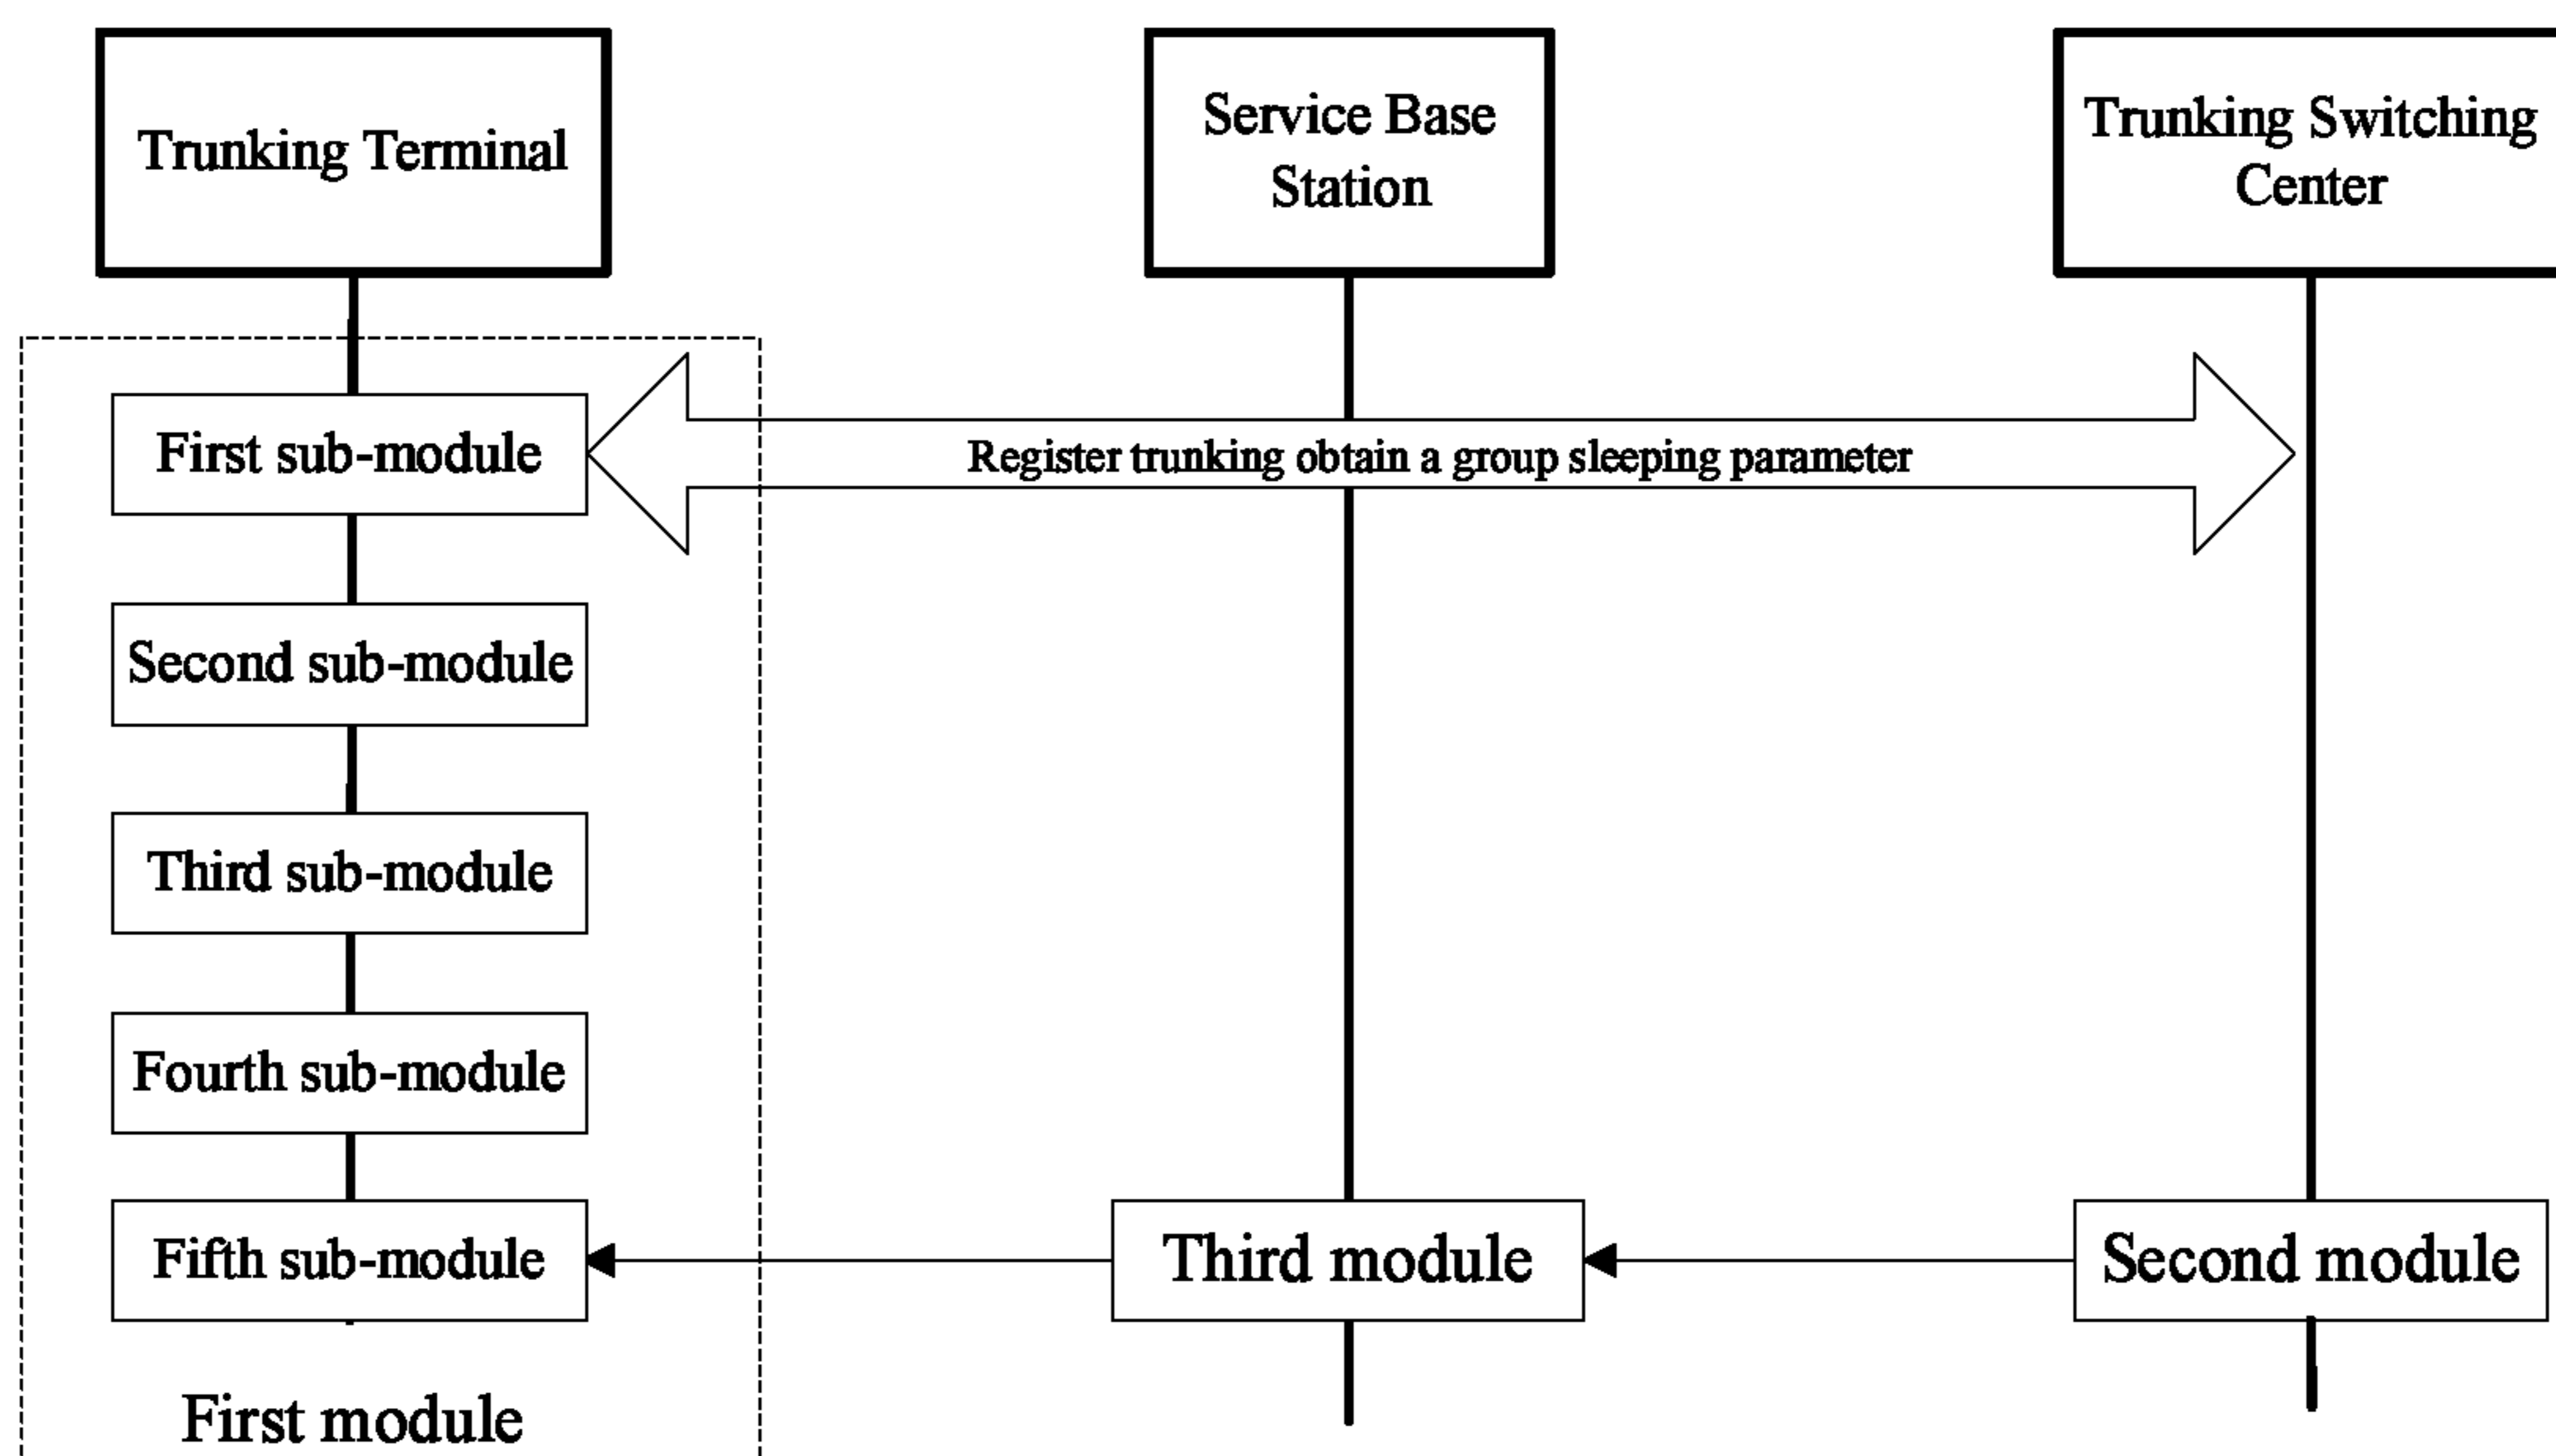 Trunking Terminal
Service Base
Station
Trunking Switching
Center
First sub-module
Register trunking obtain a group sleeping parameter
Second sub-module
Third sub-module
Fourth sub-module
Fifth sub-module
Third module
Second module
First module